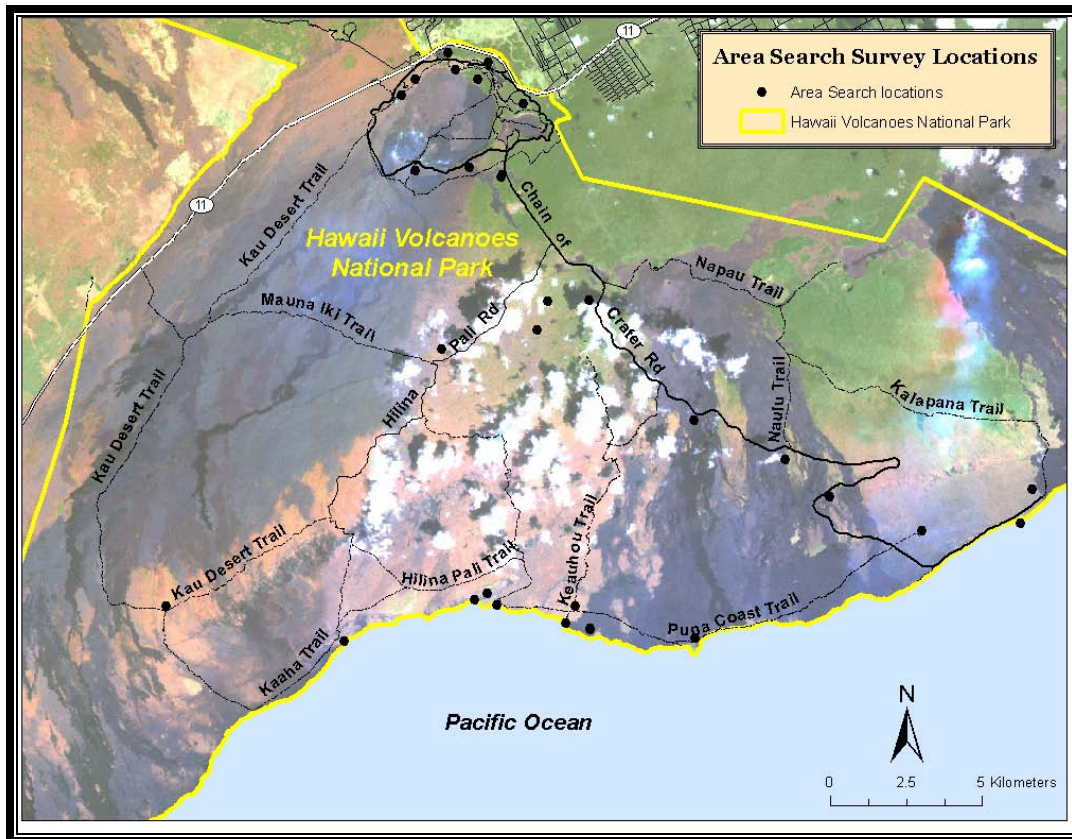 11
Area Search Survey Locations
Area Search locations
Hawaii Volcanoes National Park
11
Kau Desert Trail
Chain of
Hawaii Volcanoes
National Park
Napau Trail
Mauna Iki Trail
Hilina Pali Rd
Crater Rd
Kau Desert Trail
Naulu Trail
Kalapana Trail
Kau Desert Trail
Hilina Pali Trail
Keauhou Trail
Kaaha Trail
Puna Coast Trail
Pacific Ocean
N
0 2.5 5 Kilometers